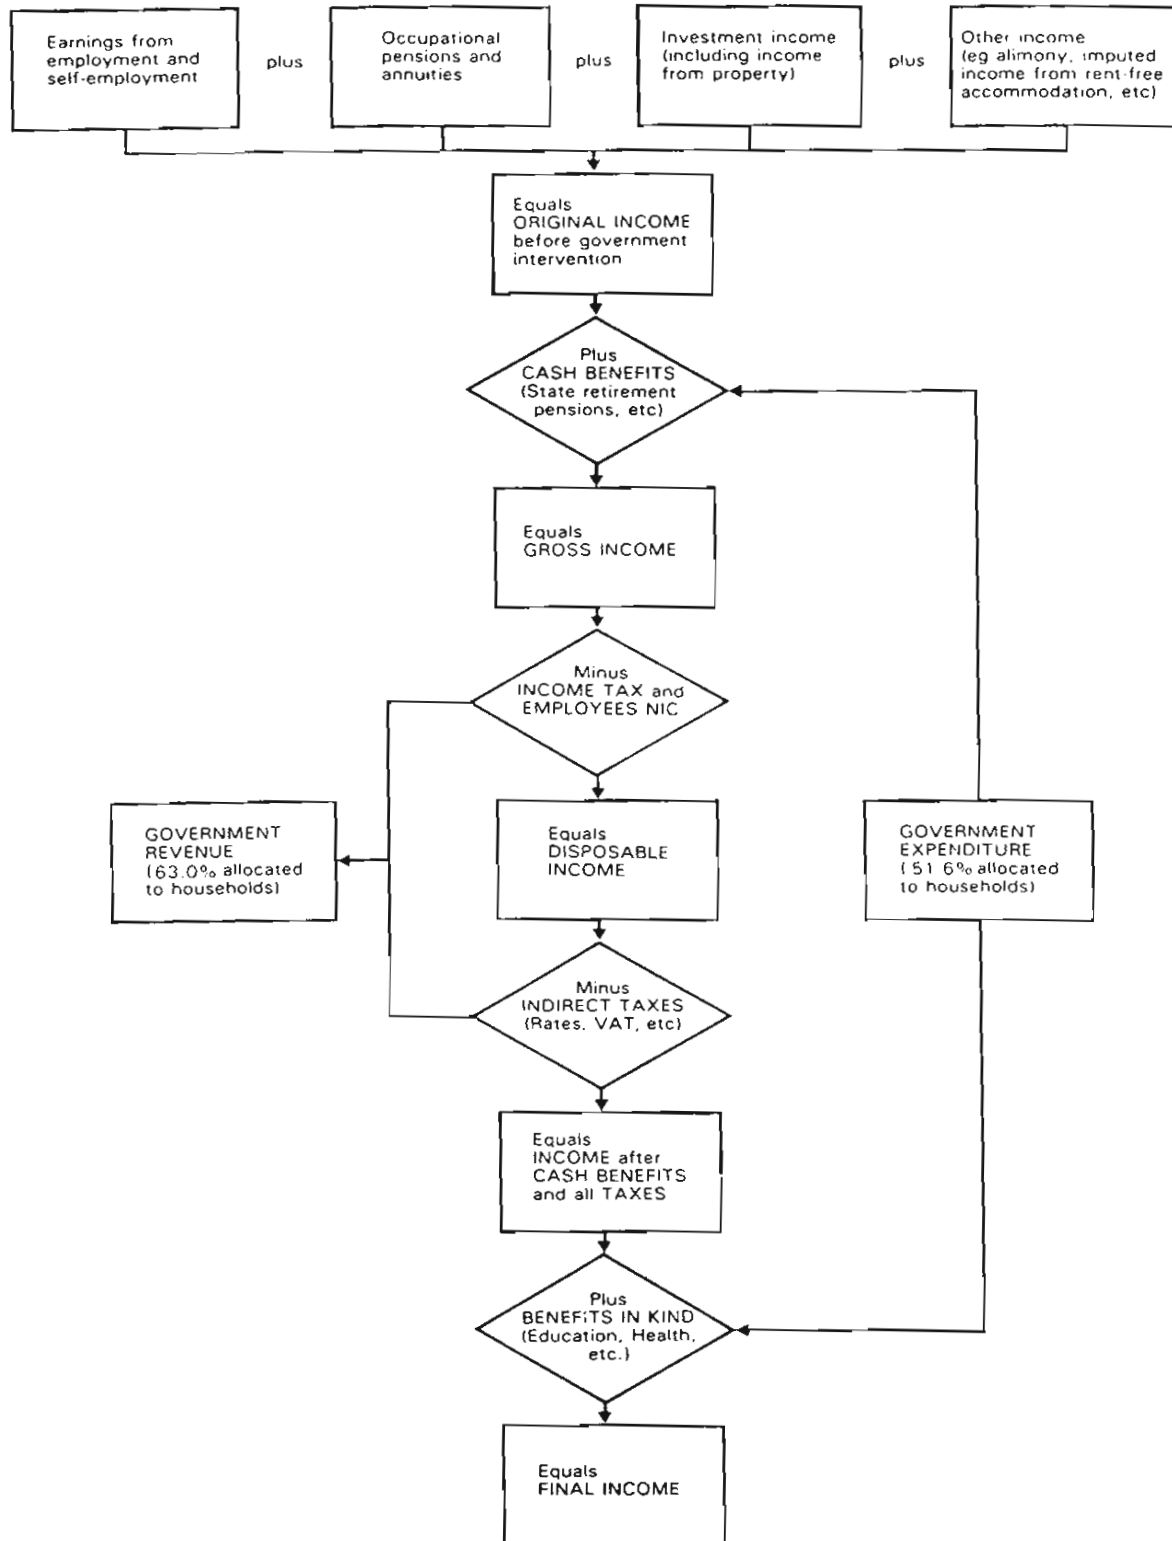 Earnings from
employment and
self-employment
plus
Occupational
pensions and
annuities
plus
Investment income
(including income
from property)
plus
Other income
(eg alimony, imputed
income from rent-free
accommodation, etc)
Equals
ORIGINAL INCOME
before government
intervention
Plus
CASH BENEFITS
(State retirement
pensions, etc)
Equals
GROSS INCOME
Minus
INCOME TAX and
EMPLOYEES NIC
GOVERNMENT
REVENUE
(63.0% allocated
to households)
Equals
DISPOSABLE
INCOME
GOVERNMENT
EXPENDITURE
(51.6% allocated
to households)
Minus
INDIRECT TAXES
(Rates, VAT, etc)
Equals
INCOME after
CASH BENEFITS
and all TAXES
Plus
BENEFITS IN KIND
(Education, Health,
etc.)
Equals
FINAL INCOME